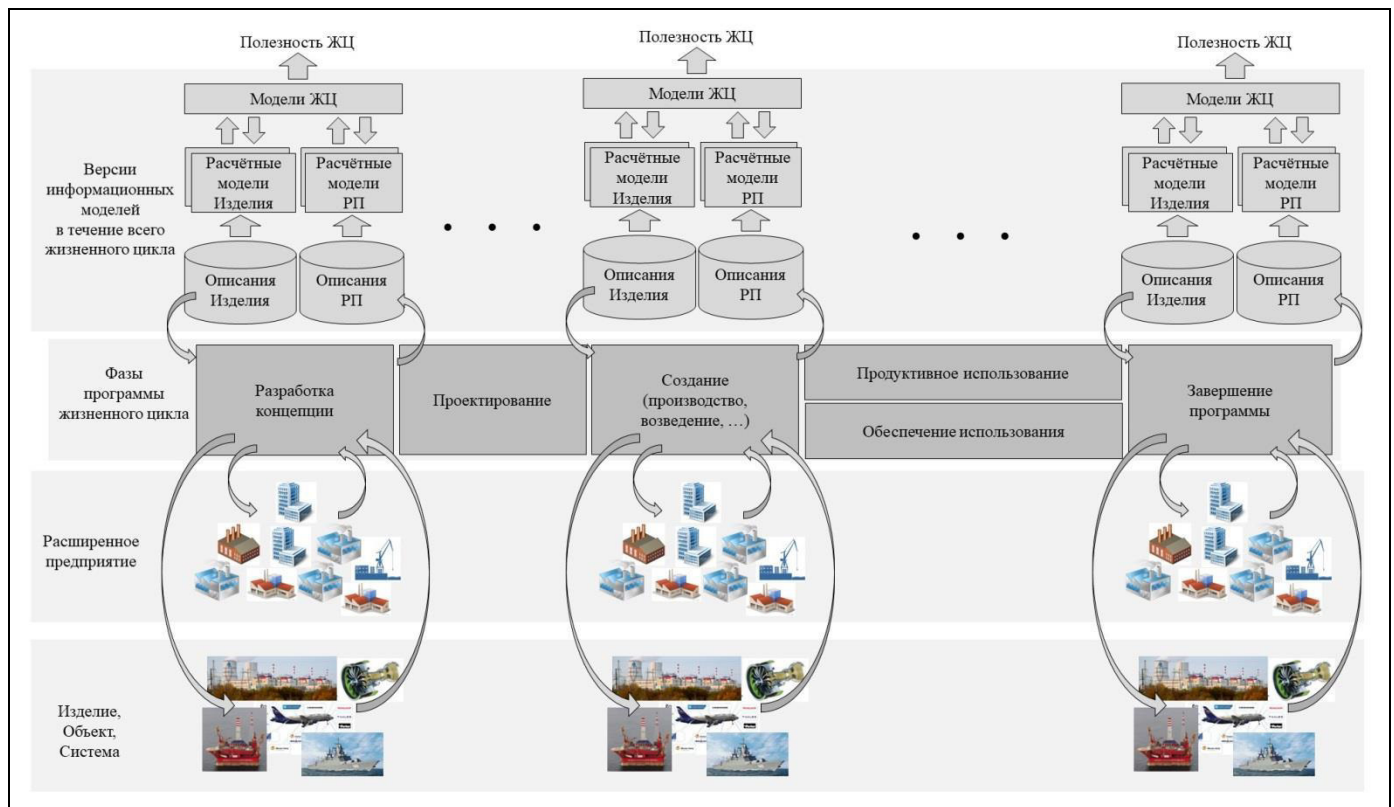 Полезность ЖЦ
Полезность ЖЦ
Полезность ЖЦ
Модели ЖЦ
Модели ЖЦ
Модели ЖЦ
Версии
информационных
моделей
в течение всего
жизненного цикла
Расчётные
модели
Изделия
Расчётные
модели
РП
Расчётные
модели
Изделия
Расчётные
модели
РП
Расчётные
модели
Изделия
Расчётные
модели
РП
Описания
Изделия
Описания
РП
Описания
Изделия
Описания
РП
Описания
Изделия
Описания
РП
Фазы
программы
жизненного цикла
Разработка
концепции
Проектирование
Создание
(производство,
возведение, …)
Продуктивное использование
Обеспечение использования
Завершение
программы
Расширенное
предприятие
Изделие,
Объект,
Система